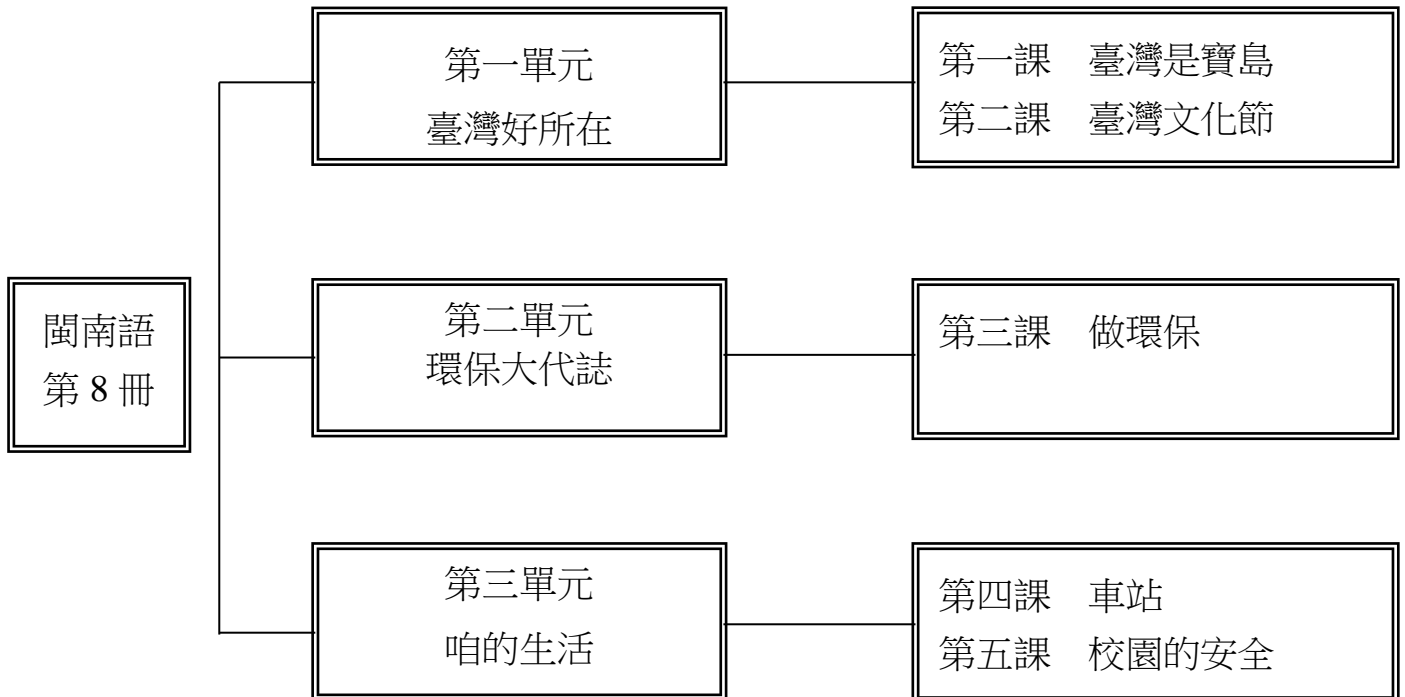 閩南語
第 8 冊
第一單元
臺灣好所在
第一課　臺灣是寶島
第二課　臺灣文化節
第二單元
環保大代誌
第三課　做環保
第三單元
咱的生活
第四課　車站
第五課　校園的安全